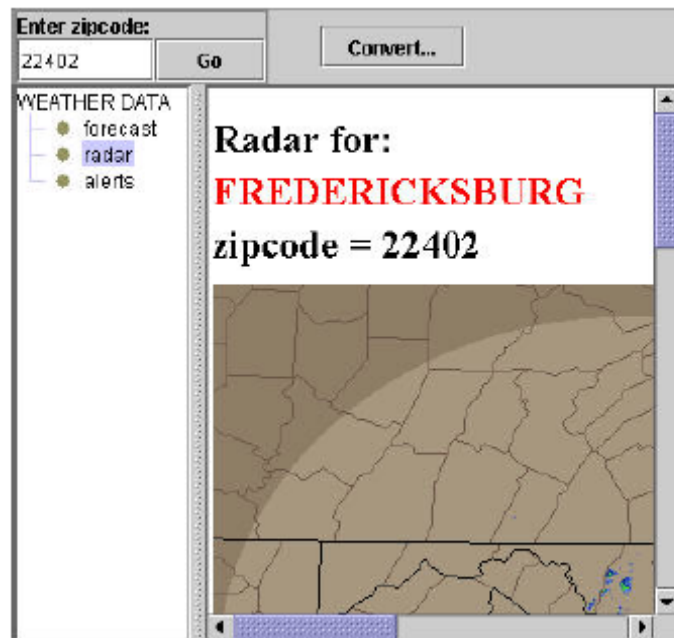 Enter zipcode:
22402
Go
Convert...
WEATHER DATA
forecast
radar
alerts
Radar for:
FREDERICKSBURG
zipcode = 22402